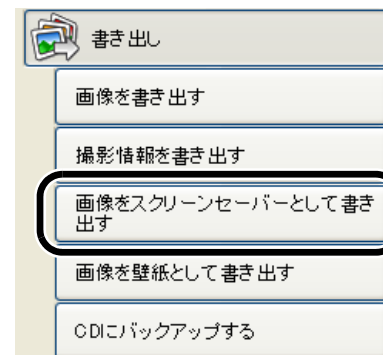 書き出し
画像を書き出す
撮影情報を書き出す
画像をスクリーンセーバーとして書き
出す
画像を壁紙として書き出す
CDにバックアップする